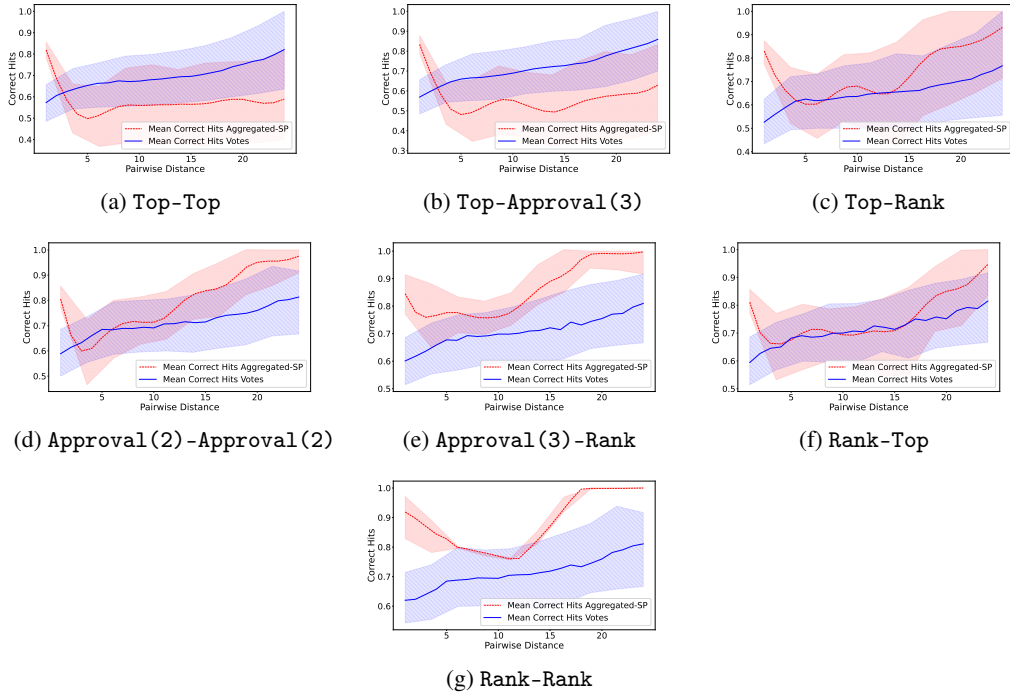 1.0
0.9
0.8
0.7
0.6
0.5
0.4
Correct Hits
Mean Correct Hits Aggregated-SP
Mean Correct Hits Votes
5 10 15 20
Pairwise Distance
(a) Top-Top
1.0
0.9
0.8
0.7
0.6
0.5
0.4
0.3
Correct Hits
Mean Correct Hits Aggregated-SP
Mean Correct Hits Votes
5 10 15 20
Pairwise Distance
(b) Top-Approval(3)
1.0
0.9
0.8
0.7
0.6
0.5
0.4
Correct Hits
Mean Correct Hits Aggregated-SP
Mean Correct Hits Votes
5 10 15 20
Pairwise Distance
(c) Top-Rank
1.0
0.9
0.8
0.7
0.6
0.5
Correct Hits
Mean Correct Hits Aggregated-SP
Mean Correct Hits Votes
5 10 15 20
Pairwise Distance
(d) Approval(2)-Approval(2)
1.0
0.9
0.8
0.7
0.6
0.5
Correct Hits
Mean Correct Hits Aggregated-SP
Mean Correct Hits Votes
5 10 15 20
Pairwise Distance
(e) Approval(3)-Rank
1.0
0.9
0.8
0.7
0.6
0.5
Correct Hits
Mean Correct Hits Aggregated-SP
Mean Correct Hits Votes
5 10 15 20
Pairwise Distance
(f) Rank-Top
1.0
0.9
0.8
0.7
0.6
Correct Hits
Mean Correct Hits Aggregated-SP
Mean Correct Hits Votes
5 10 15 20
Pairwise Distance
(g) Rank-Rank